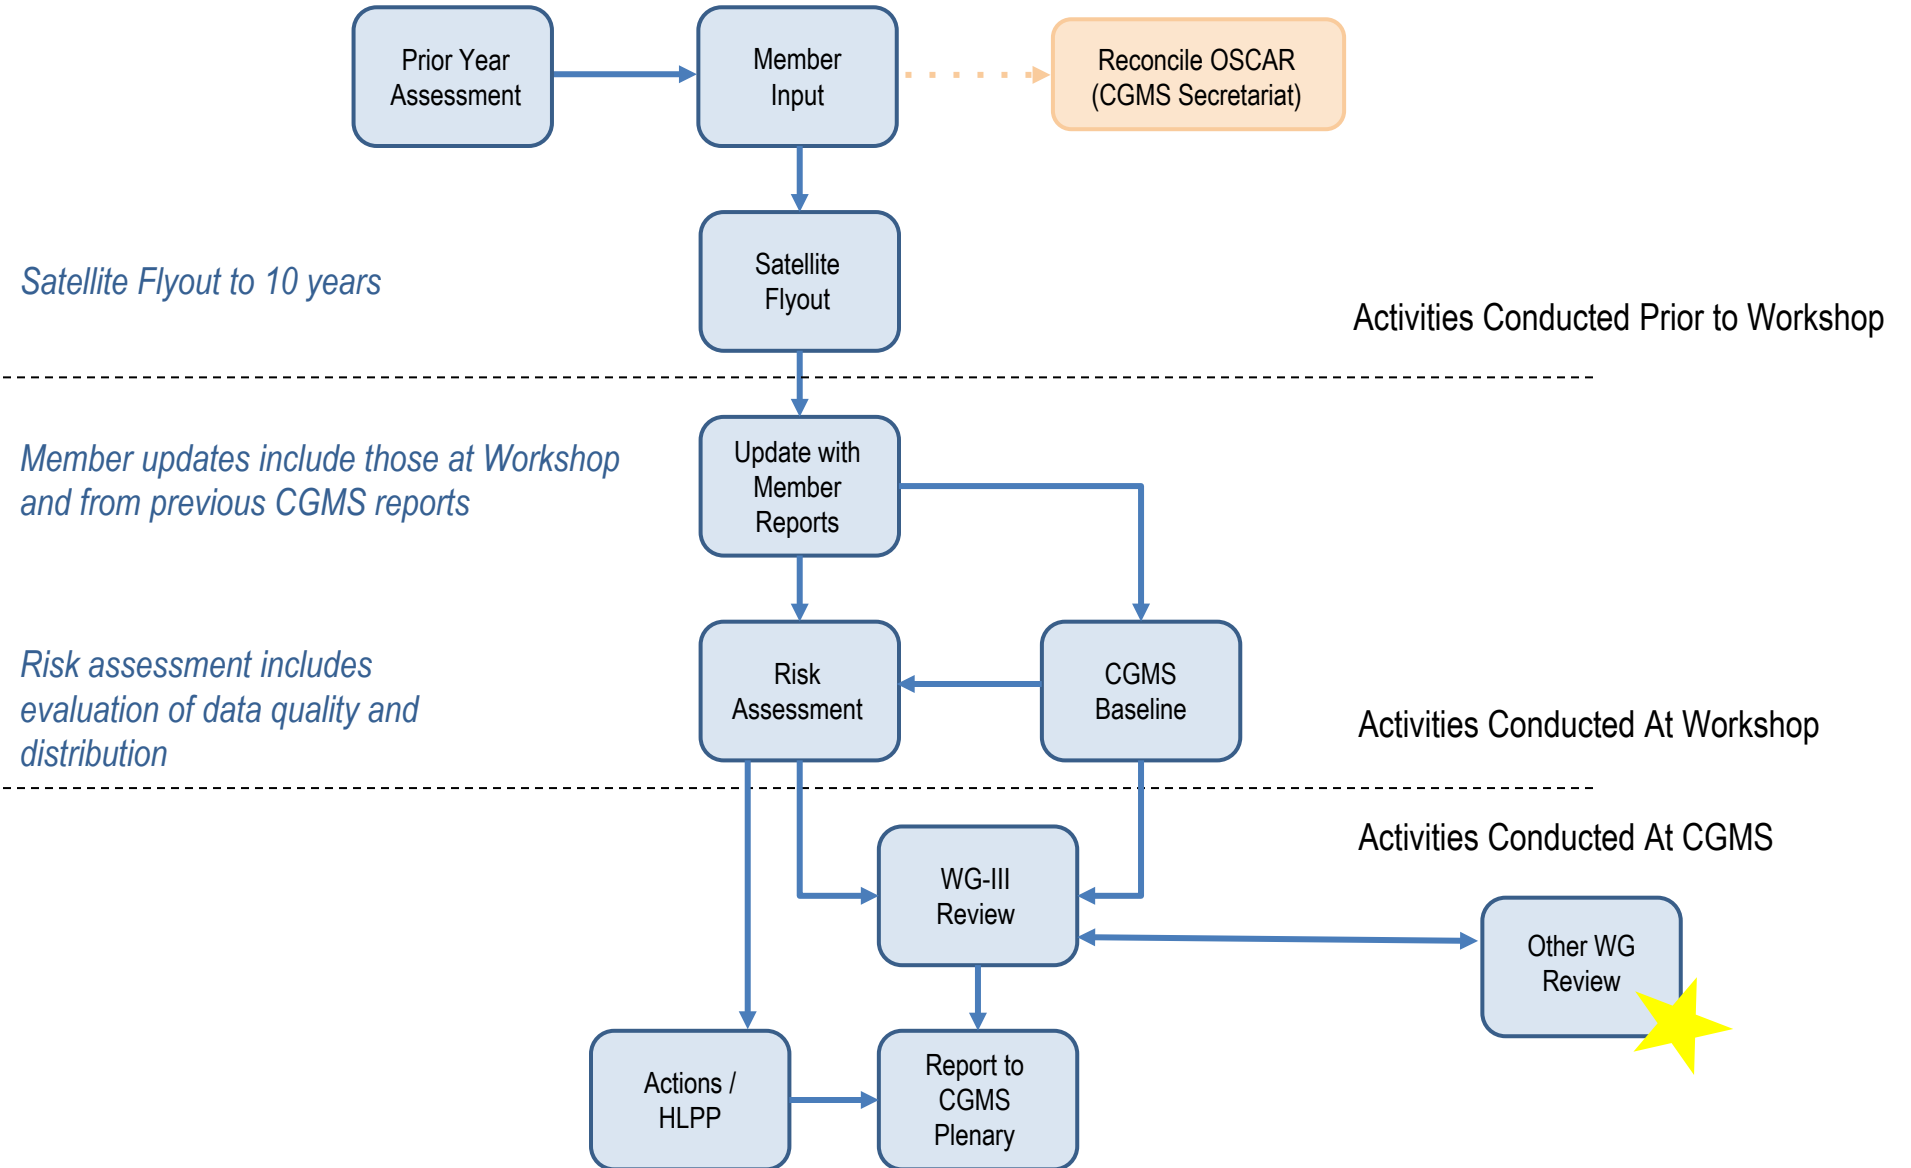 Prior Year
Assessment
Member
Input
Reconcile OSCAR
(CGMS Secretariat)
Satellite
Flyout
Satellite Flyout to 10 years
Activities Conducted Prior to Workshop
Update with
Member
Reports
Member updates include those at Workshop
and from previous CGMS reports
Risk
Assessment
CGMS
Baseline
Risk assessment includes
evaluation of data quality and
distribution
Activities Conducted At Workshop
Activities Conducted At CGMS
WG-III
Review
Other WG
Review
Actions /
HLPP
Report to
CGMS
Plenary